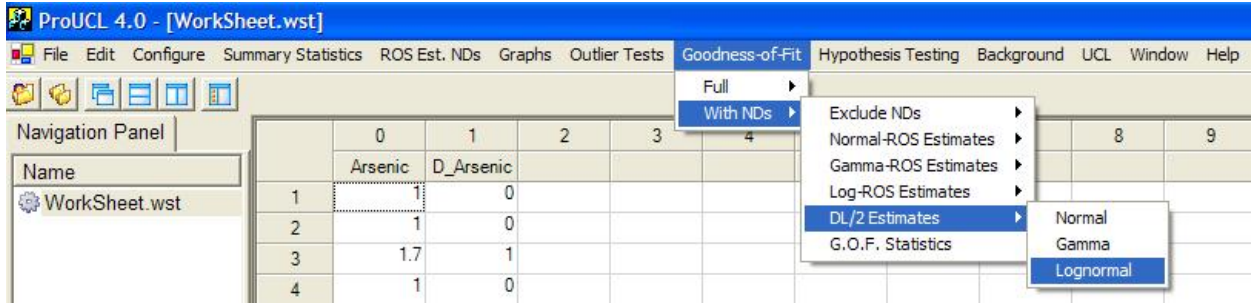 ProUCL 4.0 - [WorkSheet.wst]
File Edit Configure Summary Statistics ROS Est. NDs Graphs Outlier Tests Goodness-of-Fit Hypothesis Testing Background UCL Window Help
Full
With NDs
Exclude NDs
Normal-ROS Estimates
Gamma-ROS Estimates
Log-ROS Estimates
DL/2 Estimates
G.O.F. Statistics
Normal
Gamma
Lognormal
Navigation Panel
Name
WorkSheet.wst
0 1 2 3 4 8 9
Arsenic D_Arsenic
1 1 0
2 1 0
3 1.7 1
4 1 0